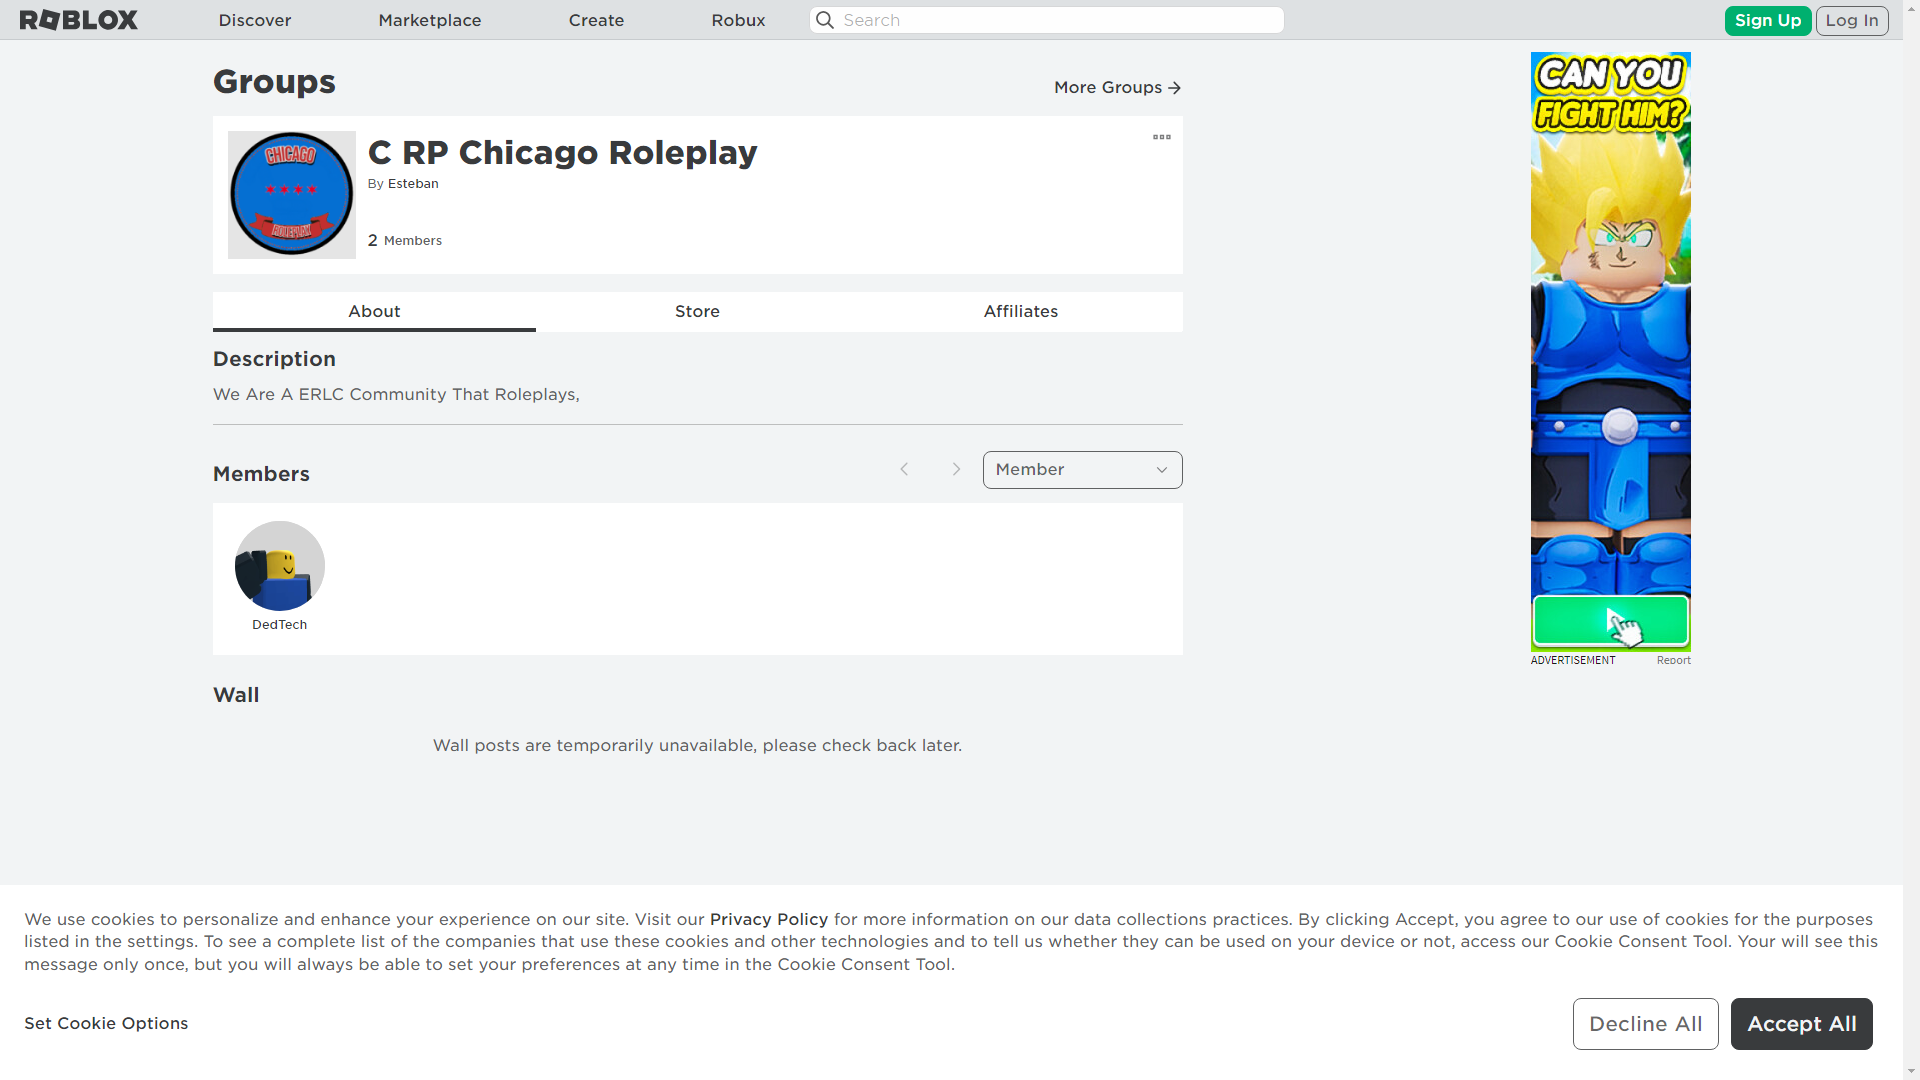 ROBLOX
Discover
Marketplace
Create
Robux
Search
Sign Up
Log In
Groups
More Groups
CHICAGO
ROLEPLAY
C RP Chicago Roleplay
By Esteban
2 Members
About
Store
Affiliates
Description
We Are A ERLC Community That Roleplays,
Members
Member
DedTech
Wall
Wall posts are temporarily unavailable, please check back later.
CAN YOU
FIGHT HIM?
ADVERTISEMENT
Report
We use cookies to personalize and enhance your experience on our site. Visit our Privacy Policy for more information on our data collections practices. By clicking Accept, you agree to our use of cookies for the purposes
listed in the settings. To see a complete list of the companies that use these cookies and other technologies and to tell us whether they can be used on your device or not, access our Cookie Consent Tool. Your will see this
message only once, but you will always be able to set your preferences at any time in the Cookie Consent Tool.
Set Cookie Options
Decline All
Accept All